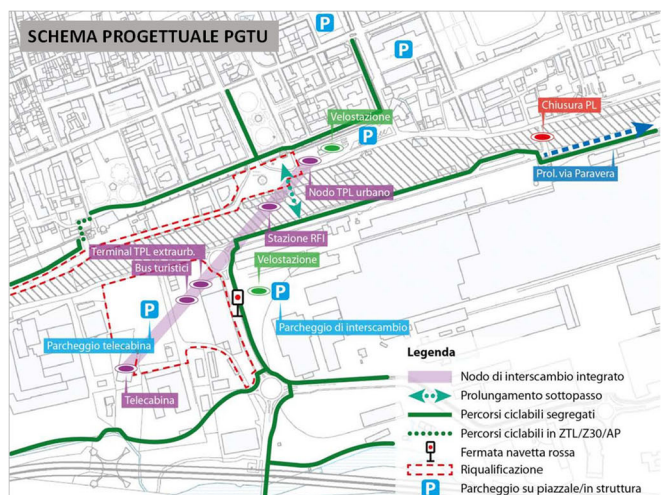 SCHEMA PROGETTUALE PGTU
P
P
Chiusura PL
Velostazione
P
Prol. via Paravera
Nodo TPL urbano
Stazione RFI
Terminal TPL extraurb.
Bus turistici
Velostazione
P
P
Parcheggio telecabina
Parcheggio di interscambio
Telecabina
Legenda
Nodo di interscambio integrato
Prolungamento sottopasso
Percorsi ciclabili segregati
Percorsi ciclabili in ZTL/Z30/AP
Fermata navetta rossa
Riqualificazione
P Parcheggio su piazzale/in struttura